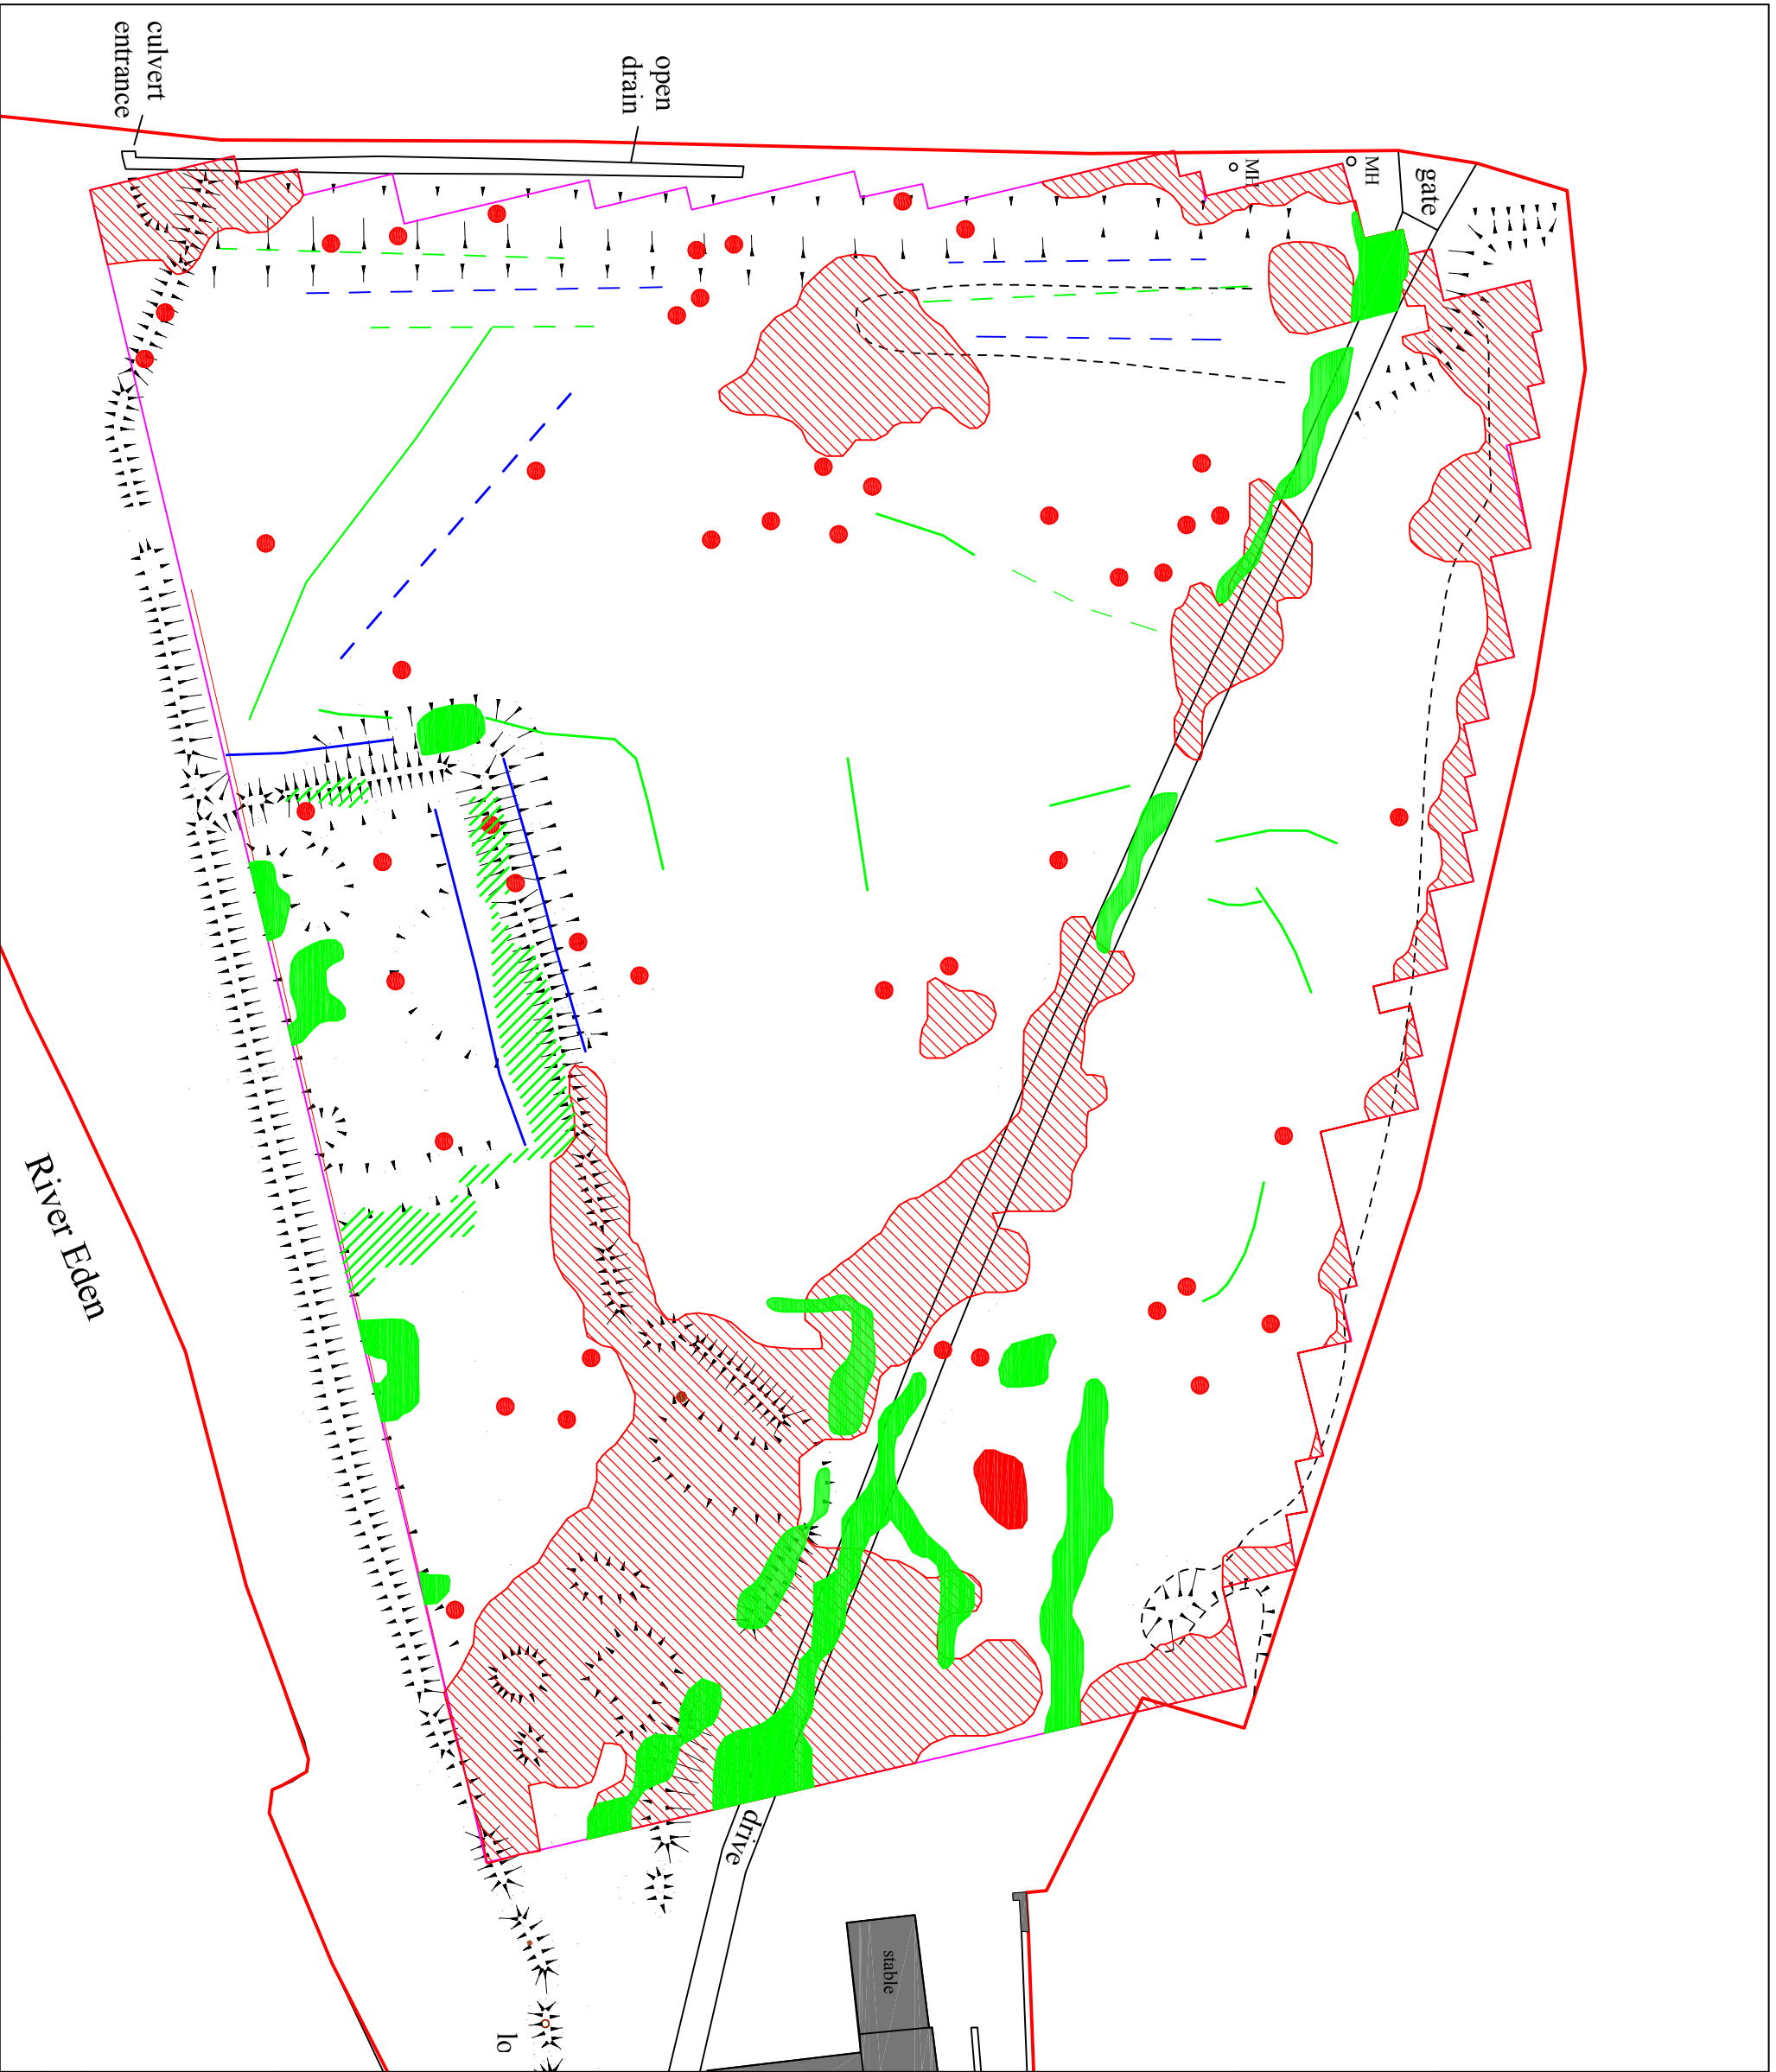 culvert
entrance
open
drain
MH
MH
gate
River Eden
drive
stable
lo